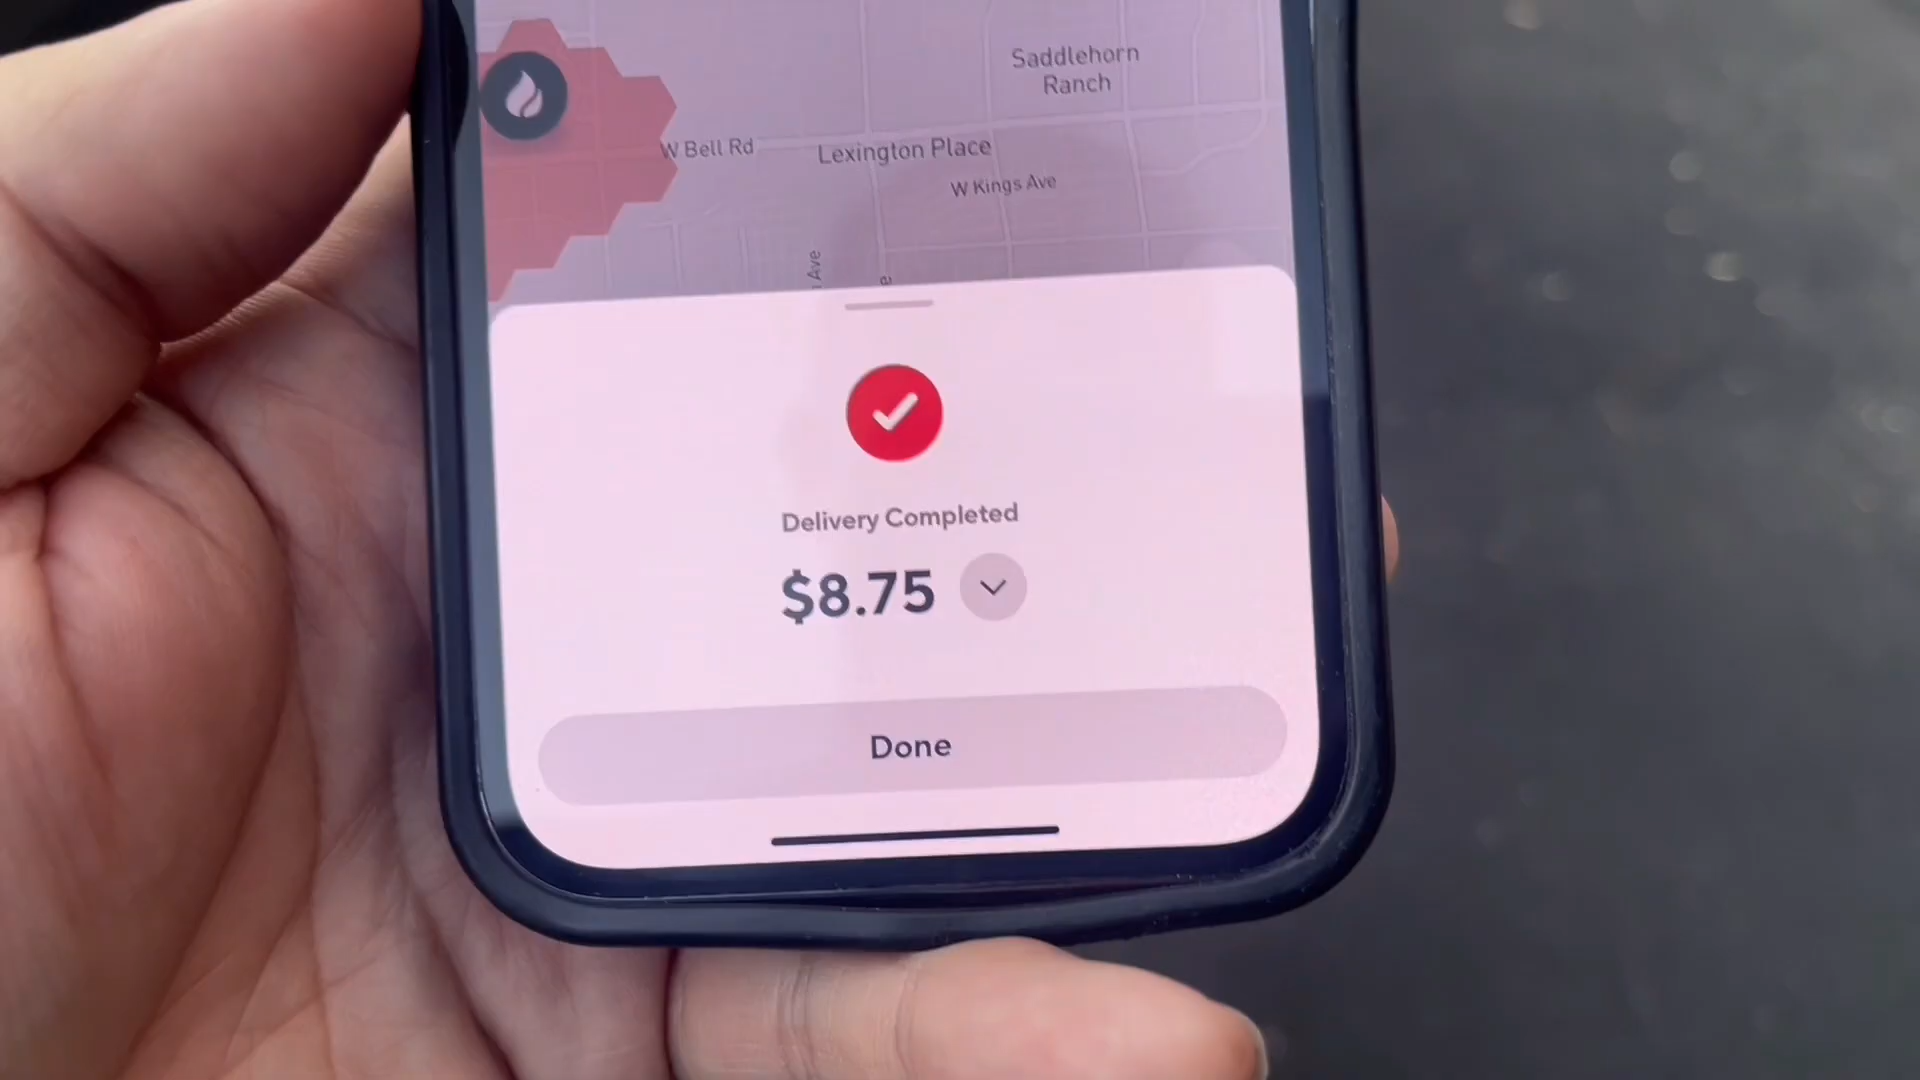 Saddlehorn
Ranch
W Bell Rd
Lexington Place
W Kings Ave
Ave
Delivery Completed
$8.75
Done